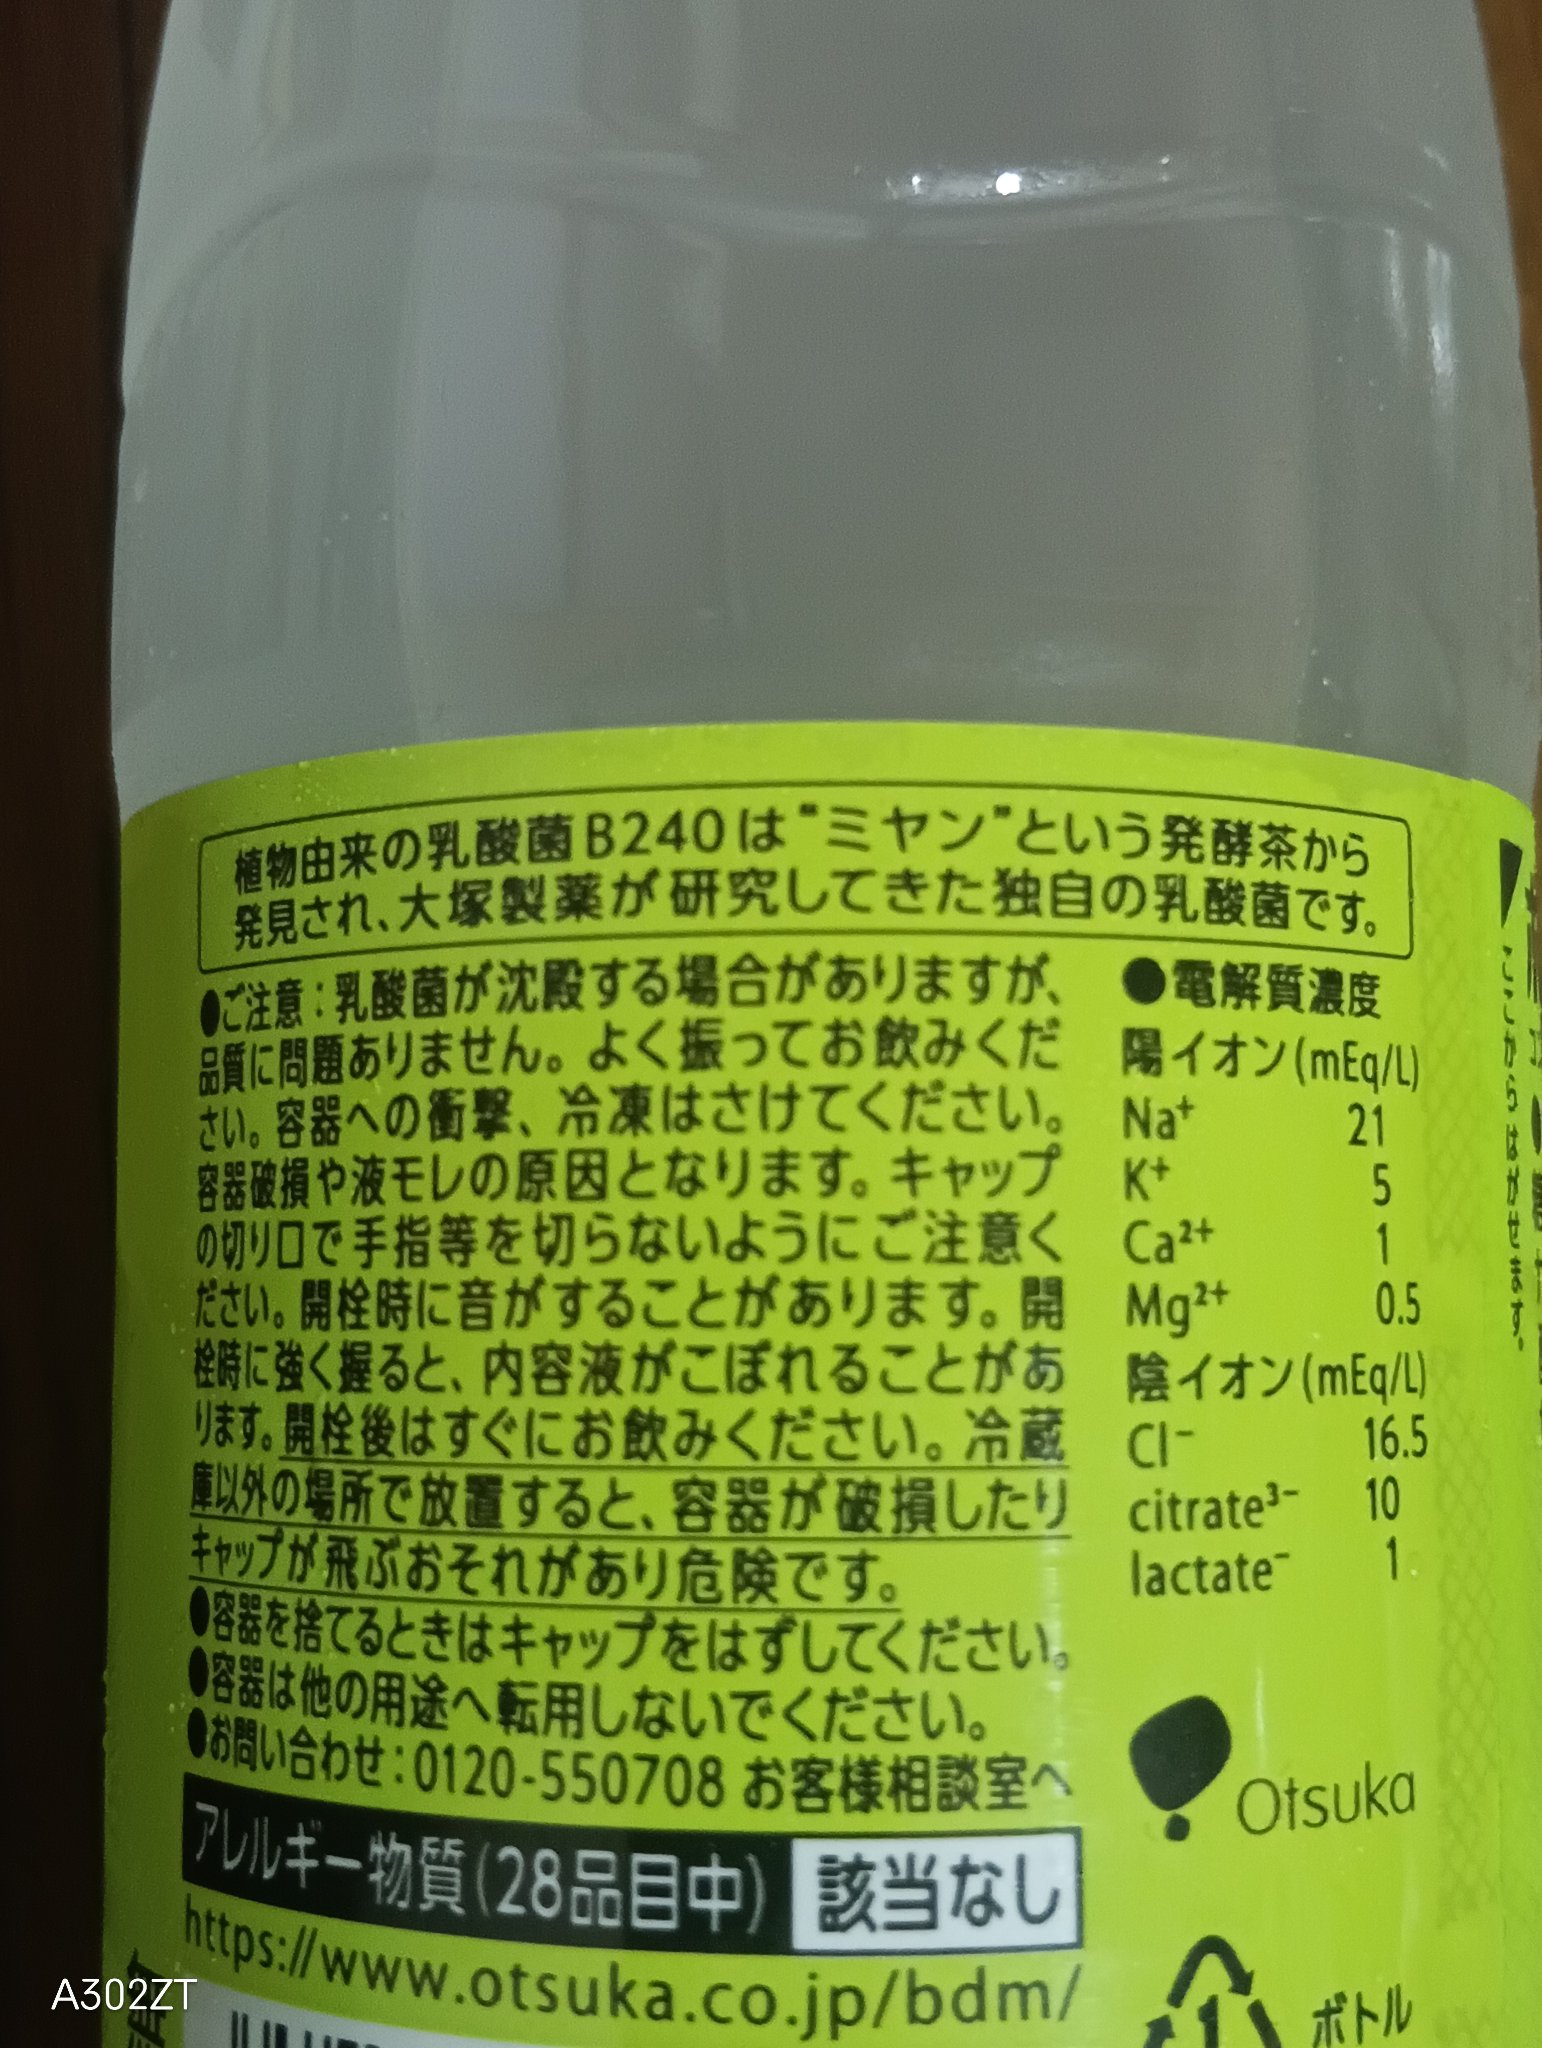 植物由来の乳酸菌B240は“ミヤン”という発酵茶から
発見され、大塚製薬が研究してきた独自の乳酸菌です。
●ご注意：乳酸菌が沈殿する場合がありますが、
品質に問題ありません。よく振ってお飲みくだ
さい。容器への衝撃、冷凍はさけてください。
容器破損や液モレの原因となります。キャップ
の切り口で手指等を切らないようにご注意く
ださい。開栓時に音がすることがあります。開
栓時に強く握ると、内容液がこぼれることがあ
ります。開栓後はすぐにお飲みください。冷蔵
庫以外の場所で放置すると、容器が破損したり
キャップが飛ぶおそれがあり危険です。
●容器を捨てるときはキャップをはずしてください。
●容器は他の用途へ転用しないでください。
●お問い合わせ：0120-550708 お客様相談室へ
アレルギー物質(28品目中) 該当なし
https://www.otsuka.co.jp/bdm/
●電解質濃度
陽イオン(mEq/L)
Na⁺ 21
K⁺ 5
Ca²⁺ 1
Mg²⁺ 0.5
陰イオン(mEq/L)
Cl⁻ 16.5
citrate³⁻ 10
lactate⁻ 1
Otsuka
1 ボトル
ここからはがせます。
A302ZT